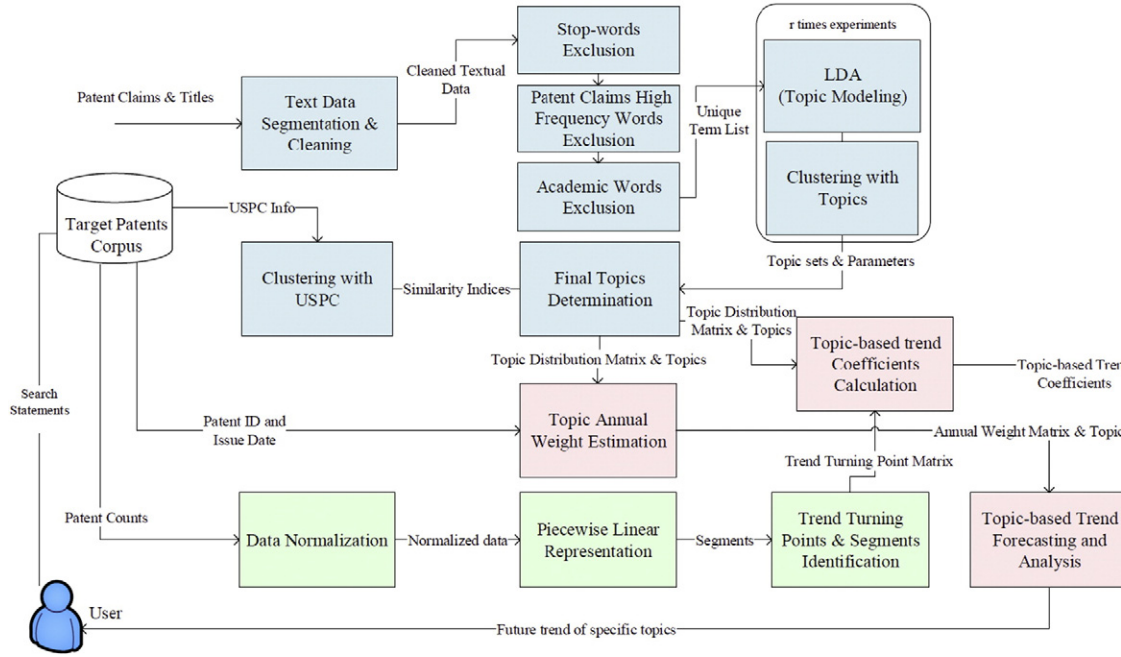 r times experiments
Stop-words
Exclusion
LDA
(Topic Modeling)
Cleaned Textual
Data
Patent Claims & Titles
Text Data
Segmentation &
Cleaning
Patent Claims High
Frequency Words
Exclusion
Unique
Term List
Clustering with
Topics
Academic Words
Exclusion
USPC Info
Target Patents
Corpus
Topic sets & Parameters
Clustering with
USPC
Similarity Indices
Final Topics
Determination
Topic Distribution
Matrix & Topics
Topic Distribution Matrix & Topics
Topic-based trend
Coefficients
Calculation
Topic-based Tren
Coefficients
Search
Statements
Patent ID and
Issue Date
Topic Annual
Weight Estimation
Annual Weight Matrix & Topic
Trend Turning Point Matrix
Patent Counts
Data Normalization
Normalized data
Piecewise Linear
Representation
Segments
Trend Turning
Points & Segments
Identification
Topic-based Trend
Forecasting and
Analysis
User
Future trend of specific topics